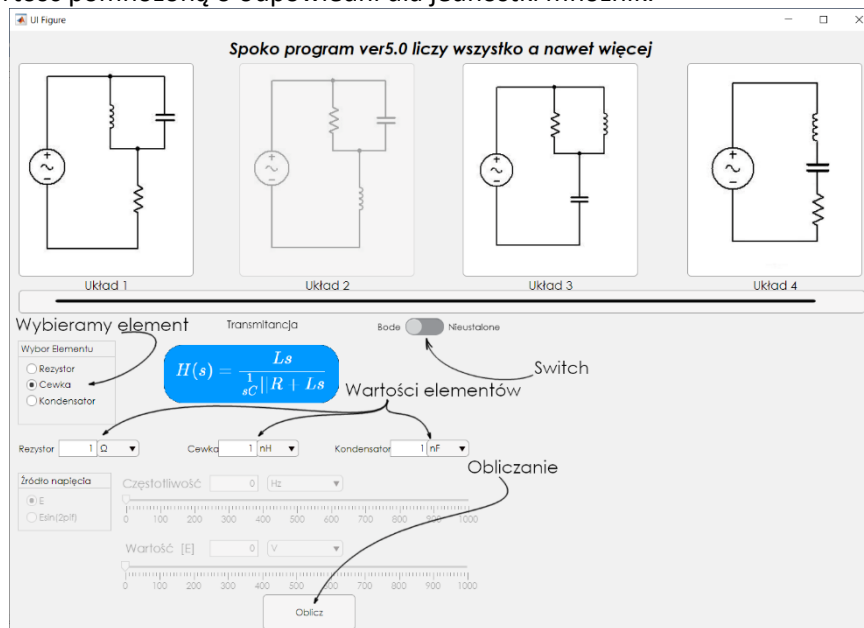 UI Figure
Spoko program ver5.0 liczy wszystko a nawet więcej
+
~
−
+
~
−
+
~
−
+
~
−
Układ 1 Układ 2 Układ 3 Układ 4
Wybieramy element
Transmitancja
Bode Nieustalone
Wybor Elementu
Rezystor
Cewka
Kondensator
H(s) = Ls / (1/sC || R + Ls)
Switch
Wartości elementów
Rezystor 1 Ω Cewka 1 nH Kondensator 1 nF
Obliczanie
Źródło napięcia
E
Esin(2pift)
Częstotliwość 0 Hz
0 100 200 300 400 500 600 700 800 900 1000
Wartość [E] 0 V
0 100 200 300 400 500 600 700 800 900 1000
Oblicz